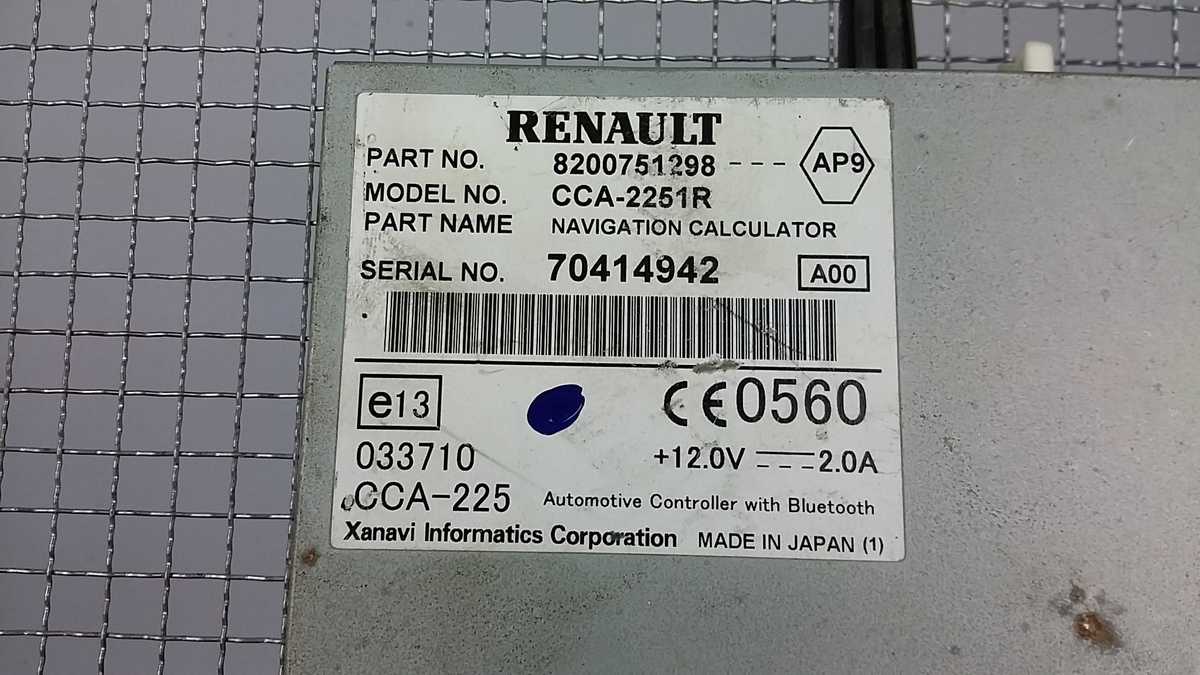 RENAULT
PART NO. 8200751298 --- AP9
MODEL NO. CCA-2251R
PART NAME NAVIGATION CALCULATOR
SERIAL NO. 70414942 A00
e13 CE0560
033710 +12.0V 2.0A
CCA-225 Automotive Controller with Bluetooth
Xanavi Informatics Corporation MADE IN JAPAN (1)